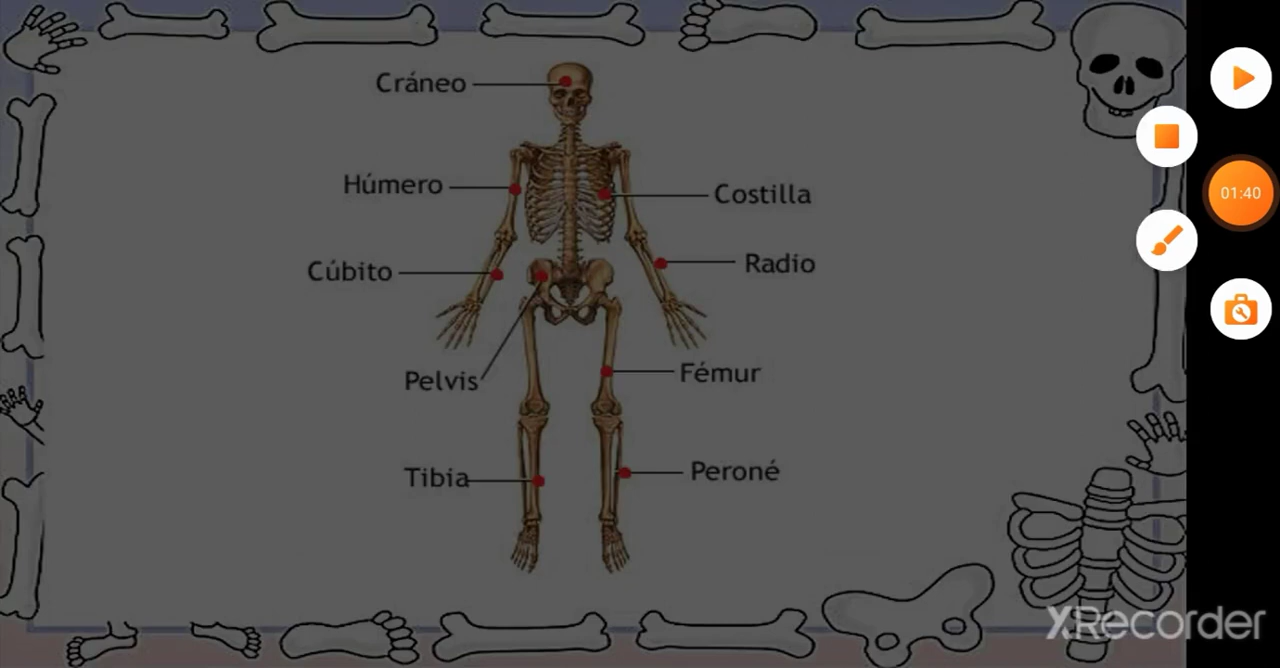 Cráneo
Húmero
Costilla
Cúbito
Radio
Pelvis
Fémur
Tibia
Peroné
01:40
XRecorder